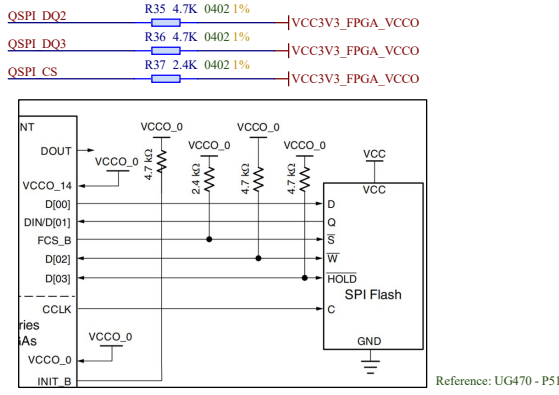 QSPI_DQ2 R35 4.7K 0402 1% VCC3V3_FPGA_VCCO
QSPI_DQ3 R36 4.7K 0402 1% VCC3V3_FPGA_VCCO
QSPI_CS R37 2.4K 0402 1% VCC3V3_FPGA_VCCO
NT
DOUT
VCCO_0
VCCO_14
D[00]
DIN/D[01]
FCS_B
D[02]
D[03]
CCLK
ries
As
VCCO_0
VCCO_0
INIT_B
VCCO_0
4.7 kΩ
VCCO_0
2.4 kΩ
VCCO_0
4.7 kΩ
VCCO_0
4.7 kΩ
VCC
VCC
D
Q
S
W
HOLD
SPI Flash
C
GND
Reference: UG470 - P51